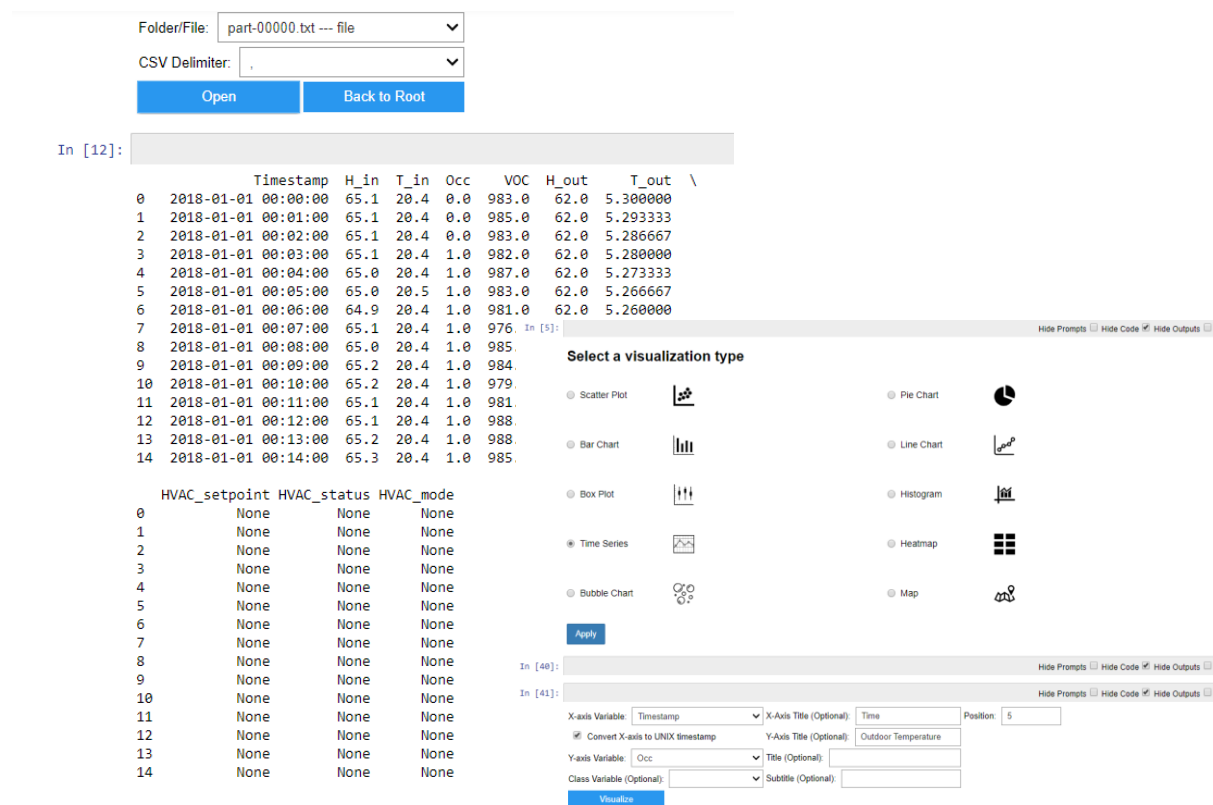 Folder/File: part-00000.txt --- file
CSV Delimiter: ,
Open Back to Root
In [12]:
Timestamp H_in T_in Occ VOC H_out T_out \
0 2018-01-01 00:00:00 65.1 20.4 0.0 983.0 62.0 5.300000
1 2018-01-01 00:01:00 65.1 20.4 0.0 985.0 62.0 5.293333
2 2018-01-01 00:02:00 65.1 20.4 0.0 983.0 62.0 5.286667
3 2018-01-01 00:03:00 65.1 20.4 1.0 982.0 62.0 5.280000
4 2018-01-01 00:04:00 65.0 20.4 1.0 987.0 62.0 5.273333
5 2018-01-01 00:05:00 65.0 20.5 1.0 983.0 62.0 5.266667
6 2018-01-01 00:06:00 64.9 20.4 1.0 981.0 62.0 5.260000
7 2018-01-01 00:07:00 65.1 20.4 1.0 976.
8 2018-01-01 00:08:00 65.0 20.4 1.0 985.
9 2018-01-01 00:09:00 65.2 20.4 1.0 984.
10 2018-01-01 00:10:00 65.2 20.4 1.0 979.
11 2018-01-01 00:11:00 65.1 20.4 1.0 981.
12 2018-01-01 00:12:00 65.1 20.4 1.0 988.
13 2018-01-01 00:13:00 65.2 20.4 1.0 988.
14 2018-01-01 00:14:00 65.3 20.4 1.0 985.
HVAC_setpoint HVAC_status HVAC_mode
0 None None None
1 None None None
2 None None None
3 None None None
4 None None None
5 None None None
6 None None None
7 None None None
8 None None None
9 None None None
10 None None None
11 None None None
12 None None None
13 None None None
14 None None None
In [5]: Hide Prompts Hide Code Hide Outputs
Select a visualization type
Scatter Plot Pie Chart
Bar Chart Line Chart
Box Plot Histogram
Time Series Heatmap
Bubble Chart Map
Apply
In [40]: Hide Prompts Hide Code Hide Outputs
In [41]: Hide Prompts Hide Code Hide Outputs
X-axis Variable: Timestamp X-Axis Title (Optional): Time Position: 5
Convert X-axis to UNIX timestamp Y-Axis Title (Optional): Outdoor Temperature
Y-axis Variable: Occ Title (Optional):
Class Variable (Optional): Subtitle (Optional):
Visualize